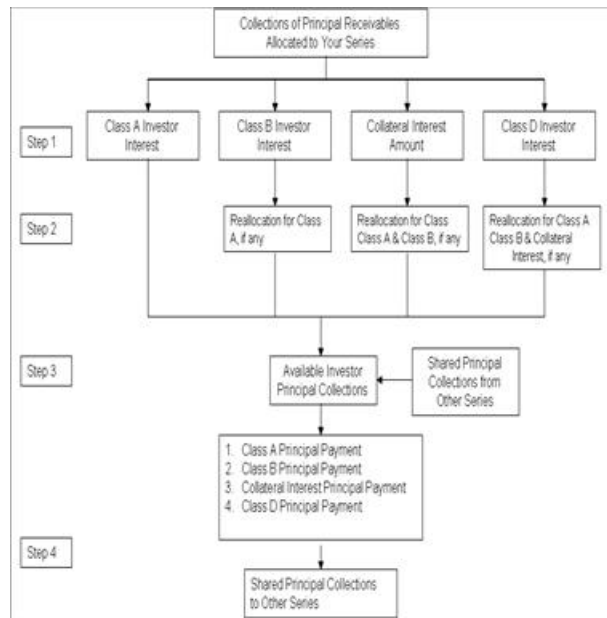 Collections of Principal Receivables
Allocated to Your Series
Step 1
Class A Investor
Interest
Class B Investor
Interest
Collateral Interest
Amount
Class D Investor
Interest
Step 2
Reallocation for Class
A, if any
Reallocation for Class
Class A & Class B, if any
Reallocation for Class A
Class B & Collateral
Interest, if any
Step 3
Available Investor
Principal Collections
Shared Principal
Collections from
Other Series
1. Class A Principal Payment
2. Class B Principal Payment
3. Collateral Interest Principal Payment
4. Class D Principal Payment
Step 4
Shared Principal Collections
to Other Series